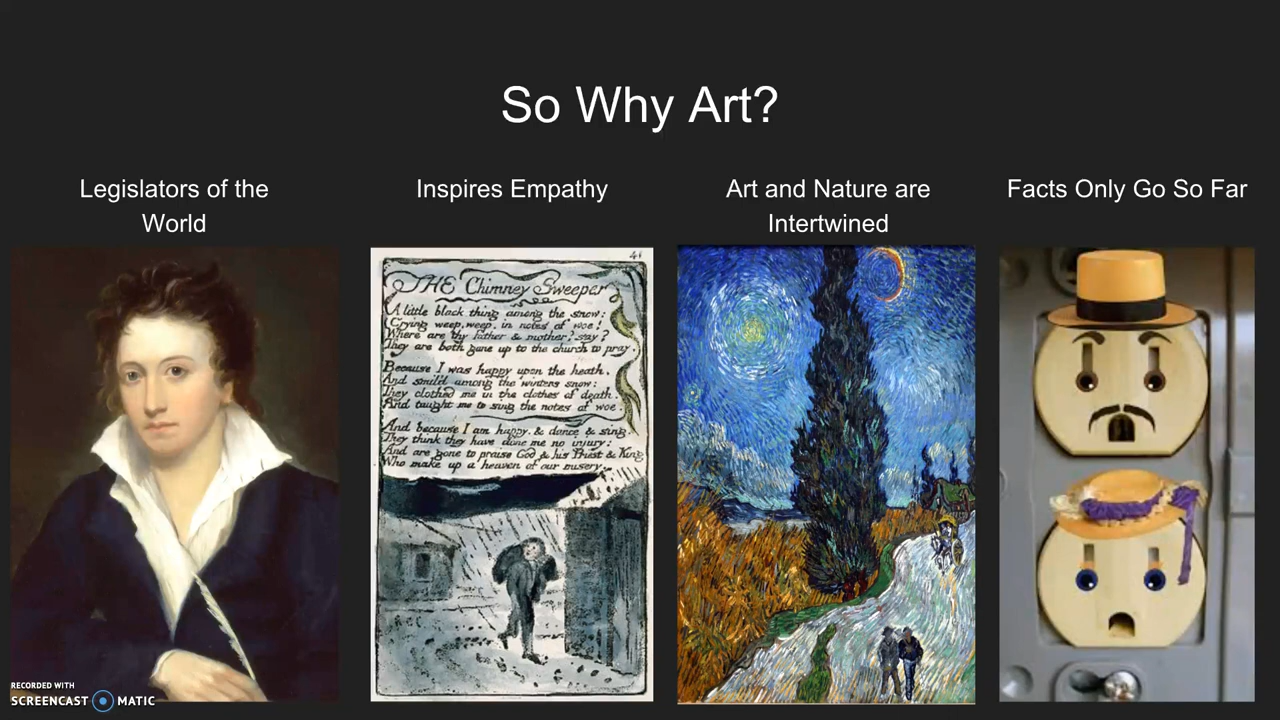 So Why Art?
Legislators of the
World
Inspires Empathy
Art and Nature are
Intertwined
Facts Only Go So Far
41
THE Chimney Sweeper
A little black thing among the snow:
Crying weep, weep, in notes of woe!
Where are thy father & mother? say?
They are both gone up to the church to pray.
Because I was happy upon the heath,
And smil'd among the winters snow:
They clothed me in the clothes of death,
And taught me to sing the notes of woe.
And because I am happy, & dance & sing,
They think they have done me no injury:
And are gone to praise God & his Priest & King
Who make up a heaven of our misery.
RECORDED WITH
SCREENCAST MATIC